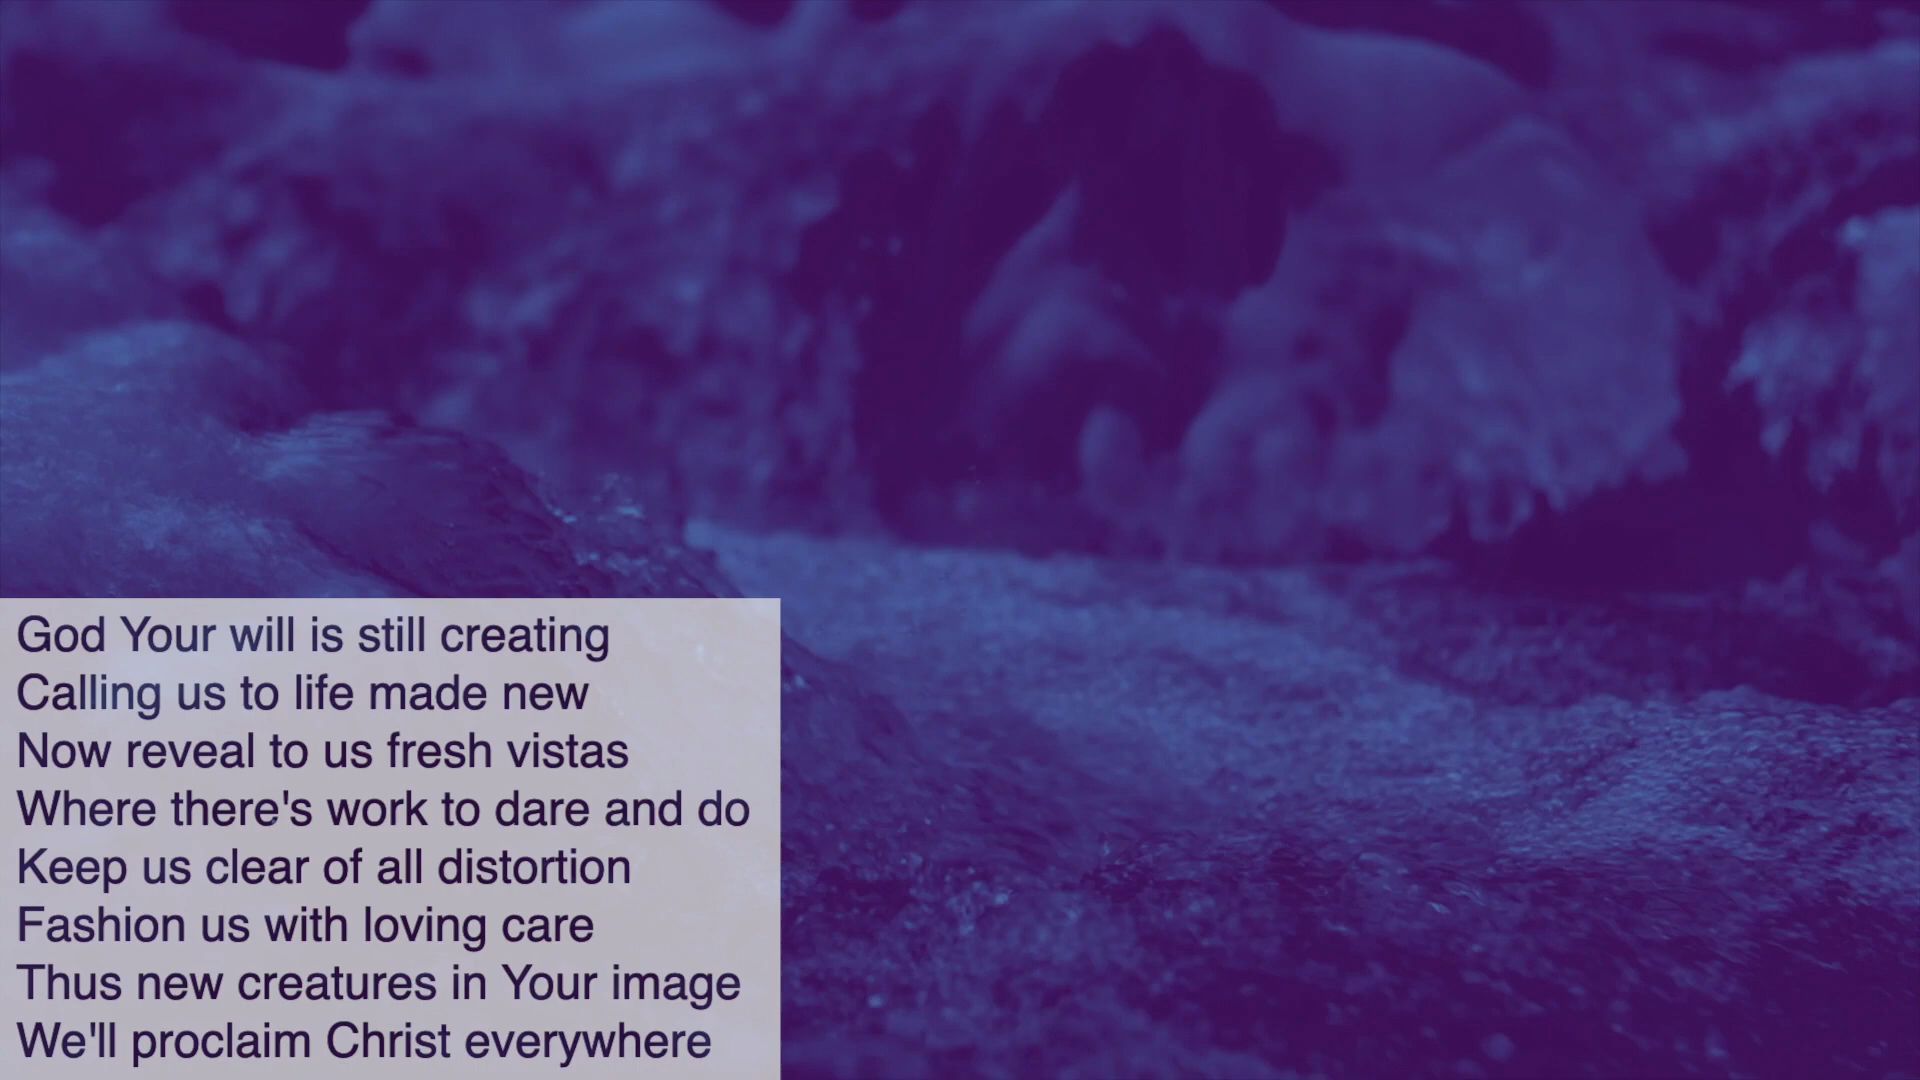 God Your will is still creating
Calling us to life made new
Now reveal to us fresh vistas
Where there's work to dare and do
Keep us clear of all distortion
Fashion us with loving care
Thus new creatures in Your image
We'll proclaim Christ everywhere